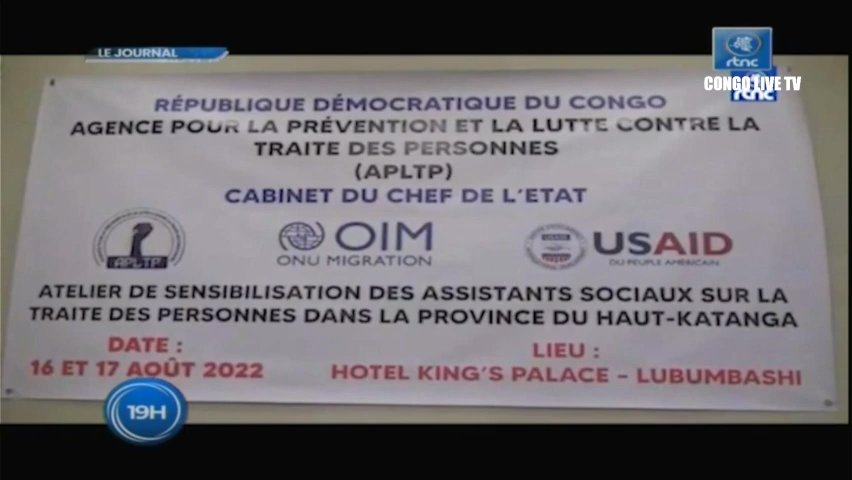 LE JOURNAL
rtnc
CONGO LIVE TV
rtnc
RÉPUBLIQUE DÉMOCRATIQUE DU CONGO
AGENCE POUR LA PRÉVENTION ET LA LUTTE CONTRE LA
TRAITE DES PERSONNES
(APLTP)
CABINET DU CHEF DE L'ETAT
APLTP
OIM
ONU MIGRATION
USAID
DU PEUPLE AMÉRICAIN
ATELIER DE SENSIBILISATION DES ASSISTANTS SOCIAUX SUR LA
TRAITE DES PERSONNES DANS LA PROVINCE DU HAUT-KATANGA
DATE :
16 ET 17 AOÛT 2022
LIEU :
HOTEL KING'S PALACE – LUBUMBASHI
19H